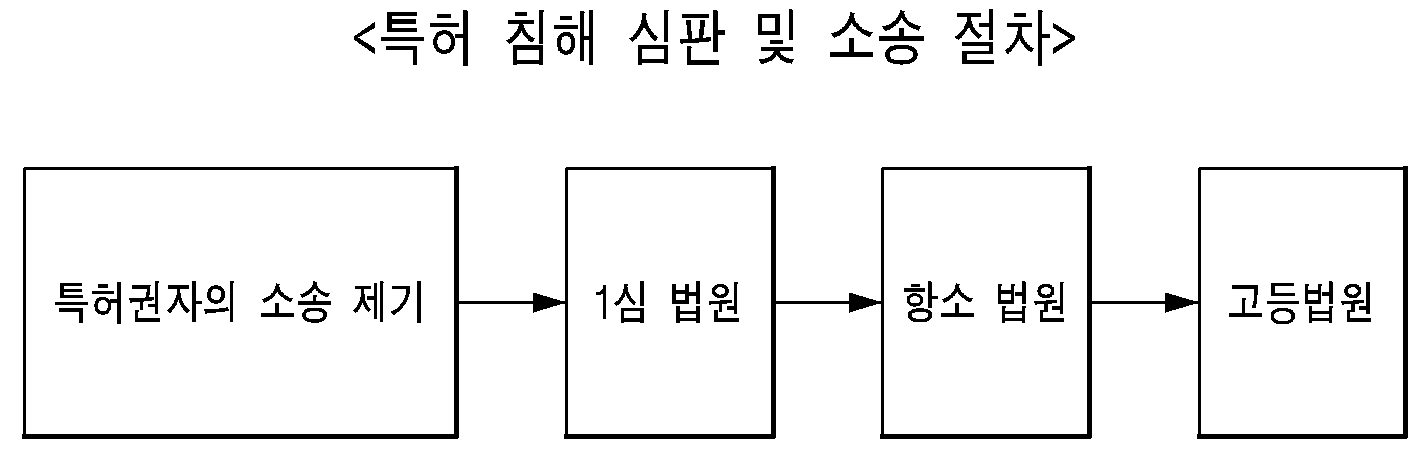 <특허 침해 심판 및 소송 절차>
특허권자의 소송 제기
1심 법원
항소 법원
고등법원